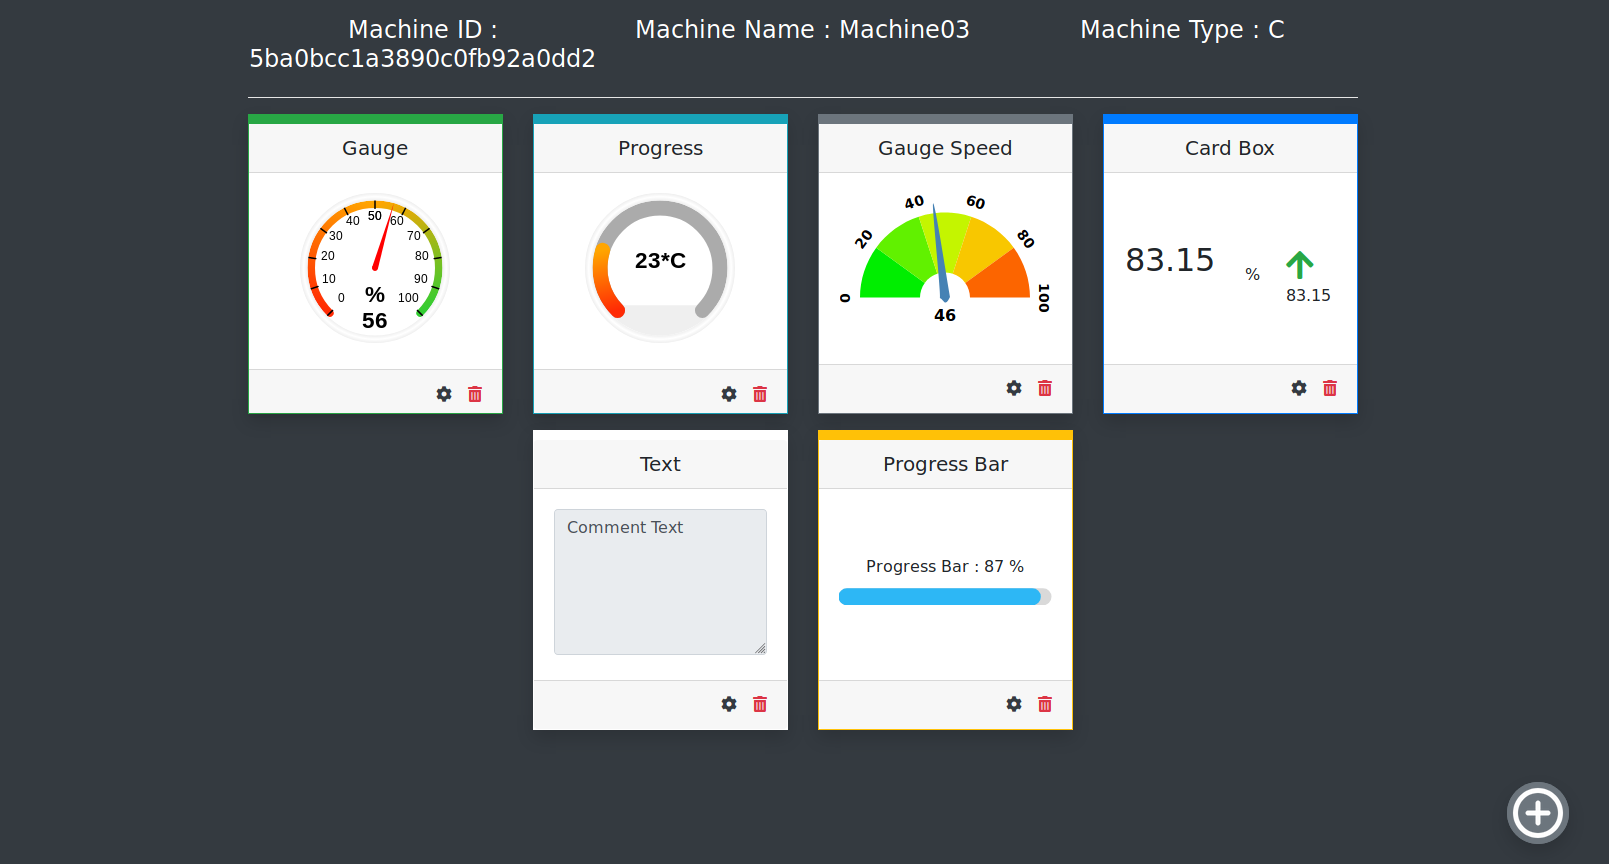 Machine ID :
5ba0bcc1a3890c0fb92a0dd2
Machine Name : Machine03
Machine Type : C
Gauge
0
10
20
30
40
50
60
70
80
90
100
%
56
Progress
23*C
Gauge Speed
0
20
40
60
80
100
46
Card Box
83.15
%
83.15
Text
Comment Text
Progress Bar
Progress Bar : 87 %